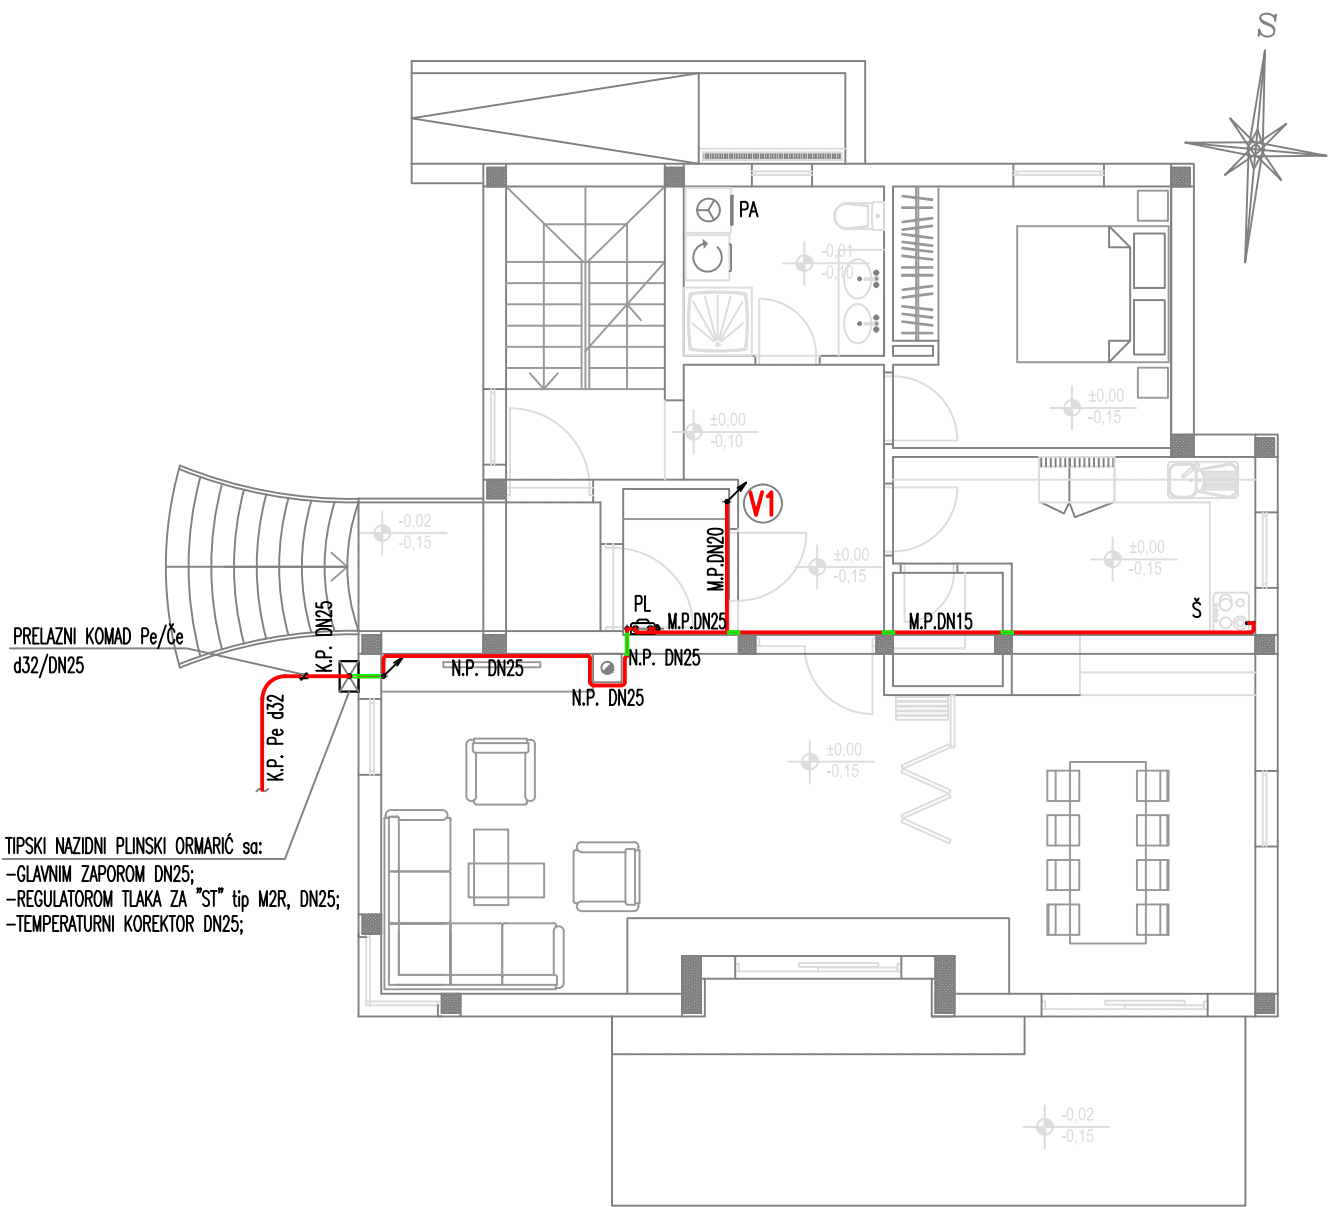 S
PA
-0,01
-0,10
±0,00
-0,15
±0,00
-0,10
V1
-0,02
-0,15
M.P.DN20
±0,00
-0,15
±0,00
-0,15
PL
M.P.DN25
M.P.DN15
Š
K.P. DN25
PRELAZNI KOMAD Pe/Če
d32/DN25
N.P. DN25
N.P. DN25
N.P. DN25
K.P. Pe d32
±0,00
-0,15
TIPSKI NAZIDNI PLINSKI ORMARIĆ sa:
-GLAVNIM ZAPOROM DN25;
-REGULATOROM TLAKA ZA "ST" tip M2R, DN25;
-TEMPERATURNI KOREKTOR DN25;
-0,02
-0,15